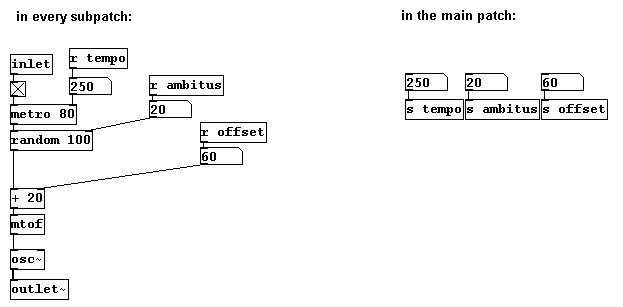 in every subpatch:
inlet
r tempo
250
metro 80
r ambitus
20
random 100
r offset
60
+ 20
mtof
osc~
outlet~
in the main patch:
250
20
60
s tempo
s ambitus
s offset